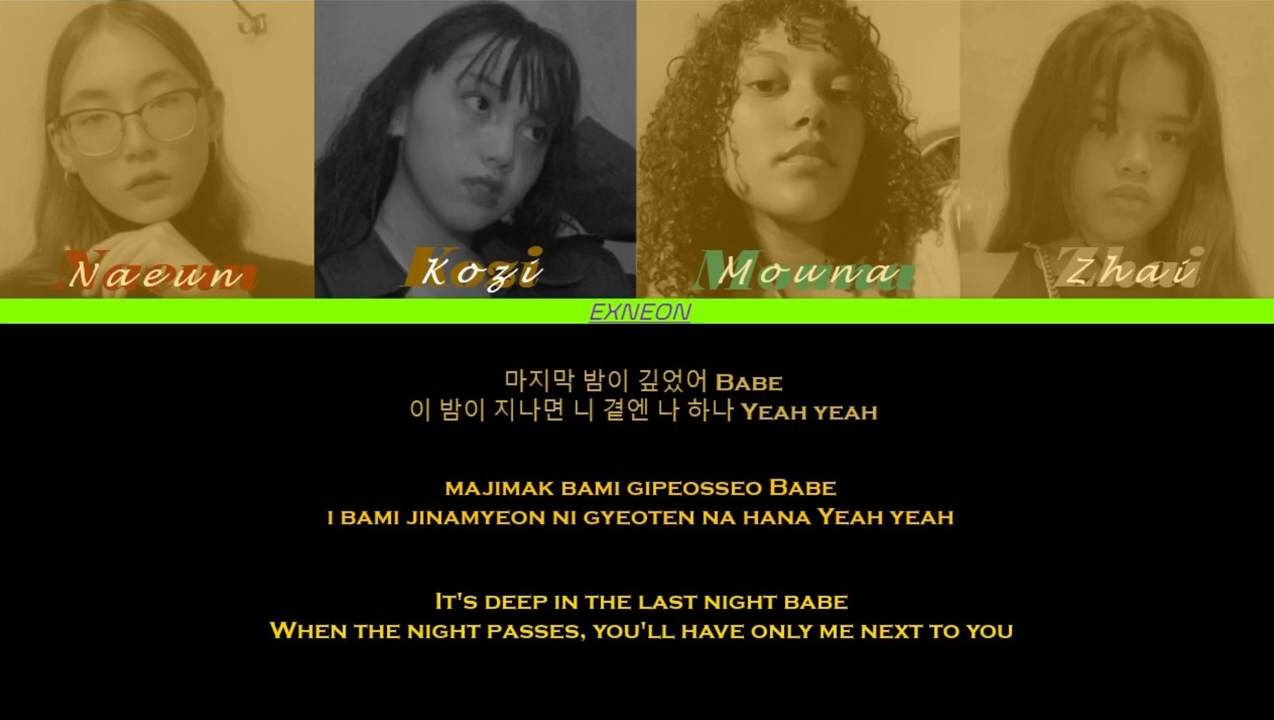 Naeun
Kozi
Mouna
Zhai
EXNEON
마지막 밤이 깊었어 Babe
이 밤이 지나면 니 곁엔 나 하나 Yeah yeah
majimak bami gipeosseo Babe
i bami jinamyeon ni gyeoten na hana Yeah yeah
It's deep in the last night babe
When the night passes, you'll have only me next to you